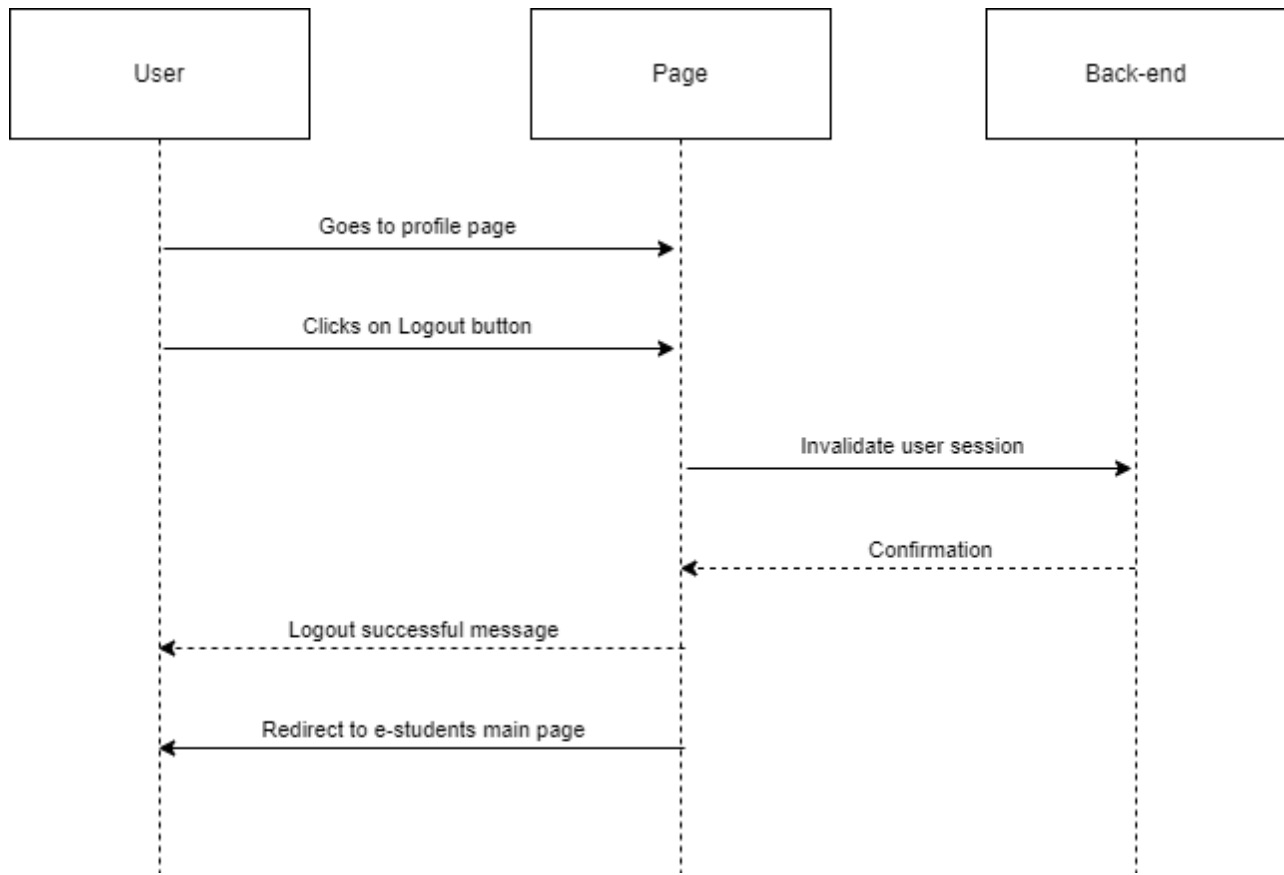 User
Page
Back-end
Goes to profile page
Clicks on Logout button
Invalidate user session
Confirmation
Logout successful message
Redirect to e-students main page